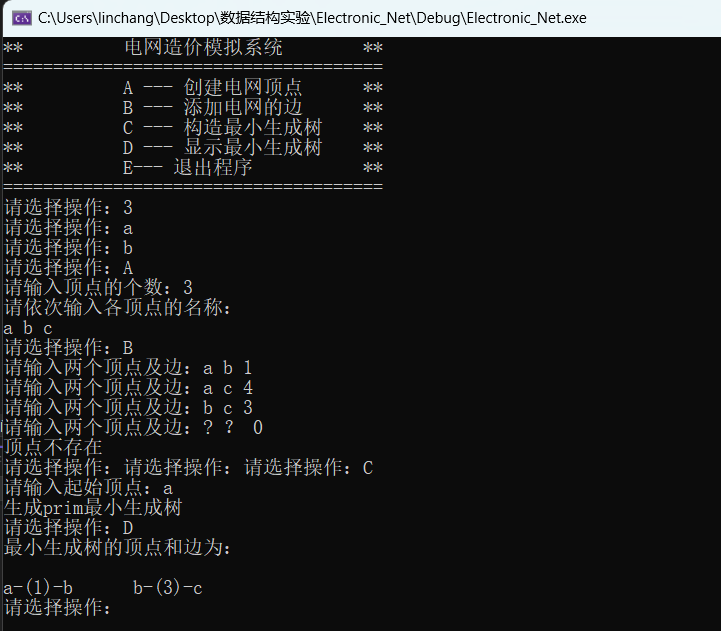 C:\Users\linchang\Desktop\数据结构实验\Electronic_Net\Debug\Electronic_Net.exe
** 电网造价模拟系统 **
======================================
** A --- 创建电网顶点 **
** B --- 添加电网的边 **
** C --- 构造最小生成树 **
** D --- 显示最小生成树 **
** E--- 退出程序 **
======================================
请选择操作：3
请选择操作：a
请选择操作：b
请选择操作：A
请输入顶点的个数：3
请依次输入各顶点的名称：
a b c
请选择操作：B
请输入两个顶点及边：a b 1
请输入两个顶点及边：a c 4
请输入两个顶点及边：b c 3
请输入两个顶点及边：? ？ 0
顶点不存在
请选择操作：请选择操作：请选择操作：C
请输入起始顶点：a
生成prim最小生成树
请选择操作：D
最小生成树的顶点和边为：
a-(1)-b b-(3)-c
请选择操作：